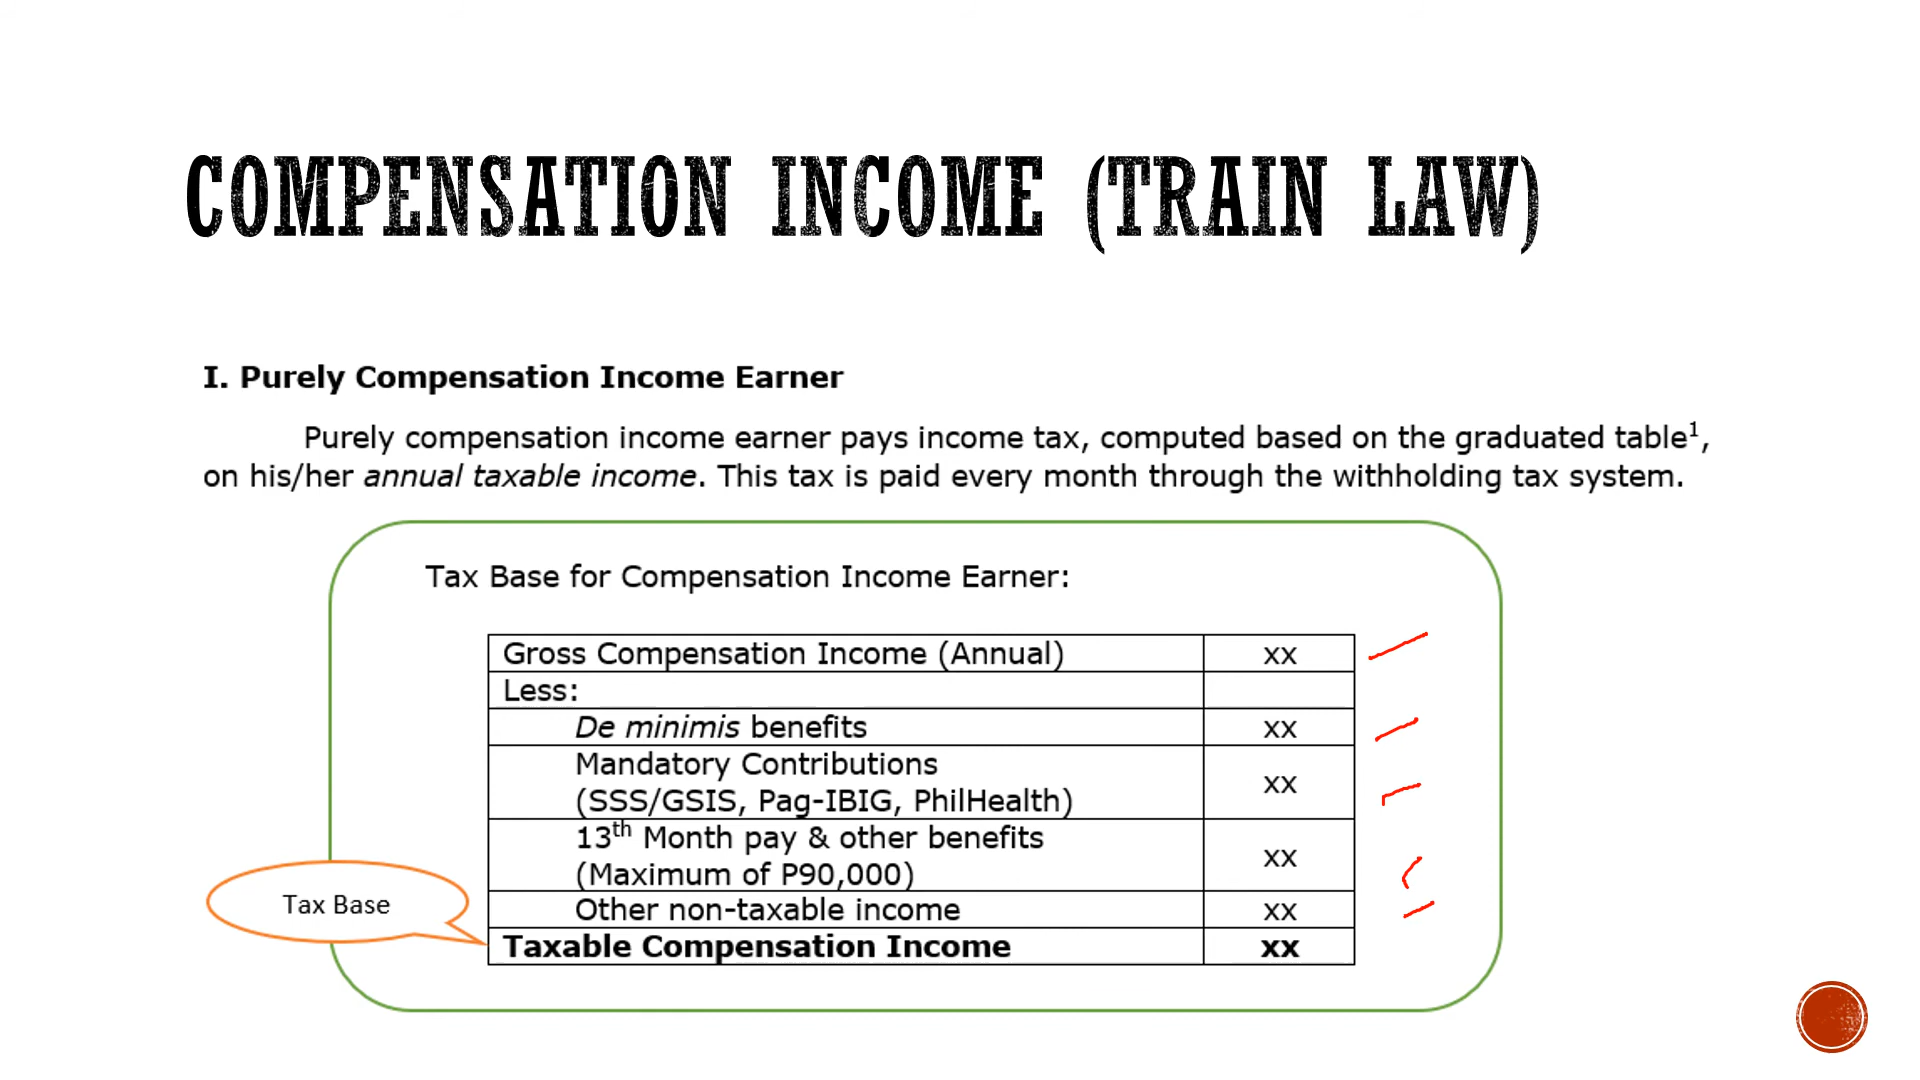 COMPENSATION INCOME (TRAIN LAW)
I. Purely Compensation Income Earner
Purely compensation income earner pays income tax, computed based on the graduated table¹,
on his/her annual taxable income. This tax is paid every month through the withholding tax system.
Tax Base for Compensation Income Earner:
Gross Compensation Income (Annual) xx
Less:
De minimis benefits xx
Mandatory Contributions
(SSS/GSIS, Pag-IBIG, PhilHealth) xx
13th Month pay & other benefits
(Maximum of P90,000) xx
Other non-taxable income xx
Taxable Compensation Income xx
Tax Base